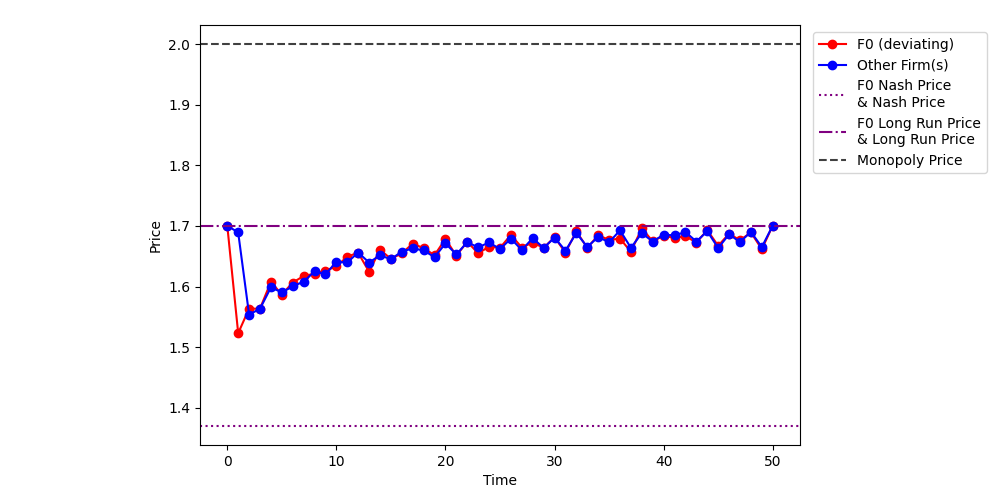 2.0
1.9
1.8
1.7
1.6
1.5
1.4
Price
0 10 20 30 40 50
Time
F0 (deviating)
Other Firm(s)
F0 Nash Price
& Nash Price
F0 Long Run Price
& Long Run Price
Monopoly Price